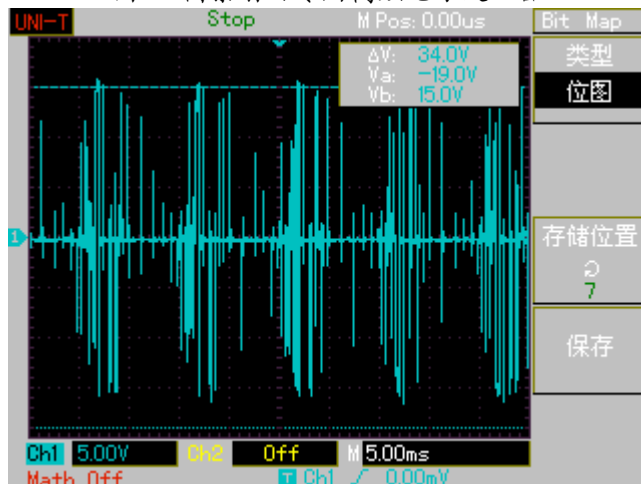 UNI-T Stop M Pos: 0.00us Bit Map
ΔV: 34.0V
Va: -19.0V
Vb: 15.0V
类型
位图
1
存储位置
7
保存
Ch1 5.00V Ch2 Off M 5.00ms
Math Off T Ch1 0.00mV